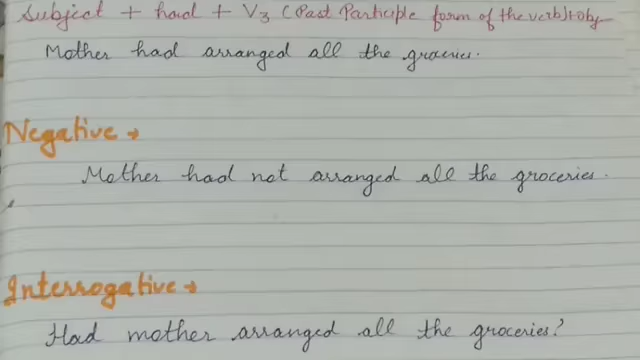 Subject + had + V3 (Past Participle form of the verb)+obj
Mother had arranged all the groceries.
Negative →
Mother had not arranged all the groceries.
Interrogative →
Had mother arranged all the groceries?